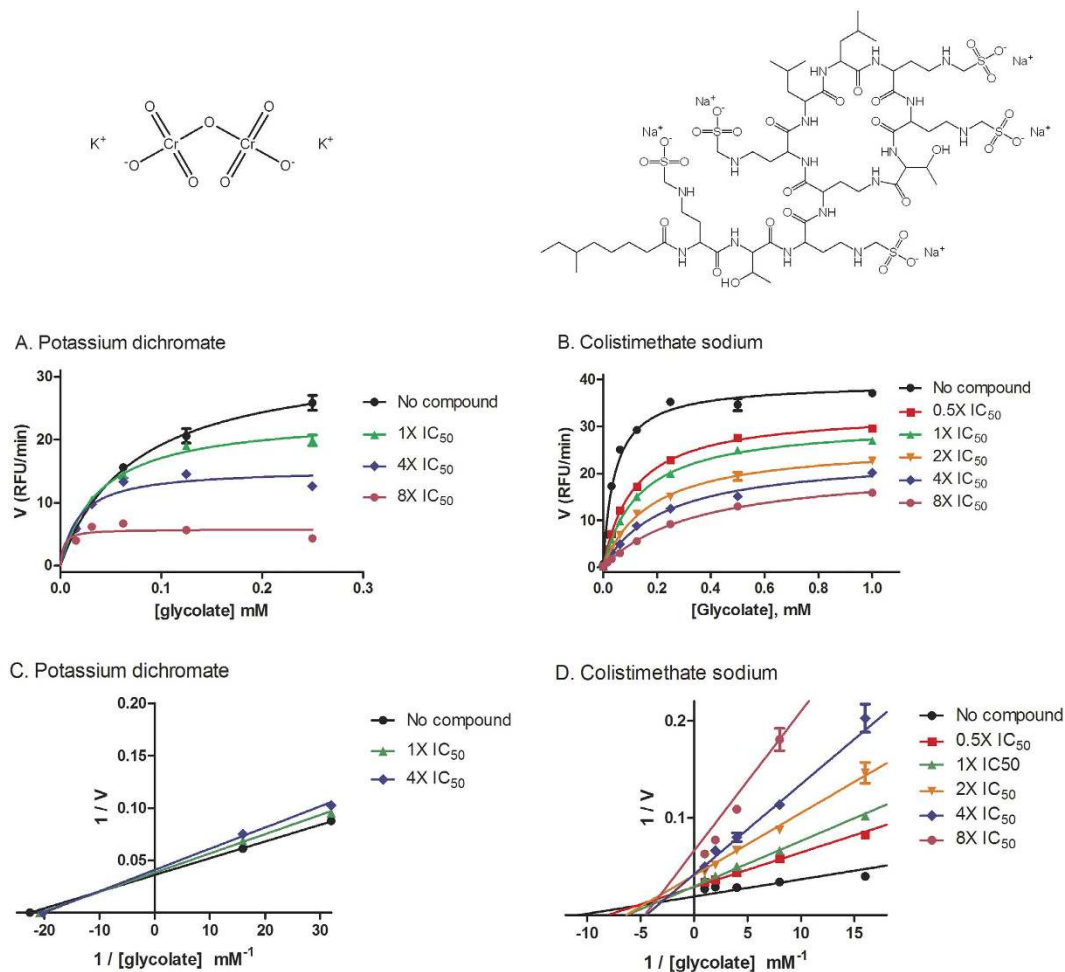 K⁺
O
O
O
Cr
Cr
⁻O
O
O
O⁻
K⁺
A. Potassium dichromate
V (RFU/min)
30
20
10
0
0.0
0.1
0.2
0.3
[glycolate] mM
No compound
1X IC₅₀
4X IC₅₀
8X IC₅₀
B. Colistimethate sodium
V (RFU/min)
40
30
20
10
0
0.0
0.2
0.4
0.6
0.8
1.0
[Glycolate], mM
No compound
0.5X IC₅₀
1X IC₅₀
2X IC₅₀
4X IC₅₀
8X IC₅₀
C. Potassium dichromate
1 / V
0.20
0.15
0.10
0.05
-20
-10
0
10
20
30
1 / [glycolate] mM⁻¹
No compound
1X IC₅₀
4X IC₅₀
D. Colistimethate sodium
1 / V
0.2
0.1
-10
-5
0
5
10
15
1 / [glycolate] mM⁻¹
No compound
0.5X IC₅₀
1X IC50
2X IC₅₀
4X IC₅₀
8X IC₅₀